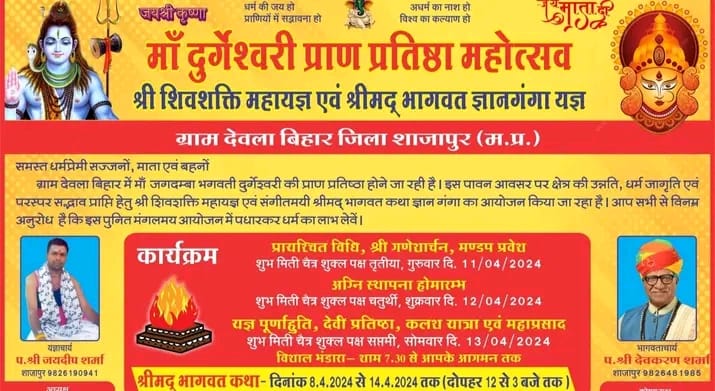 जयश्री कृष्णा
धर्म की जय हो
प्राणियों में सद्भावना हो
अधर्म का नाश हो
विश्व का कल्याण हो
जय माता दी
माँ दुर्गेश्वरी प्राण प्रतिष्ठा महोत्सव
श्री शिवशक्ति महायज्ञ एवं श्रीमद् भागवत ज्ञानगंगा यज्ञ
ग्राम देवला बिहार जिला शाजापुर (म.प्र.)
समस्त धर्मप्रेमी सज्जनों, माता एवं बहनों
ग्राम देवला बिहार में माँ जगदम्बा भगवती दुर्गेश्वरी की प्राण प्रतिष्ठा होने जा रही है। इस पावन आवसर पर क्षेत्र की उन्नति, धर्म जागृति एवं
परस्पर सद्भाव प्राप्ति हेतु श्री शिवशक्ति महायज्ञ एवं संगीतमयी श्रीमद् भागवत कथा ज्ञान गंगा का आयोजन किया जा रहा है। आप सभी से विनम्र
अनुरोध है कि इस पुनित मंगलमय आयोजन में पधारकर धर्म का लाभ लेवें।
कार्यक्रम
प्रायश्चित विधि, श्री गणेशार्चन, मण्डप प्रवेश
शुभ मिती चैत्र शुक्ल पक्ष तृतीया, गुरुवार दि. 11/04/2024
अग्नि स्थापना होमारम्भ
शुभ मिती चैत्र शुक्ल पक्ष चतुर्थी, शुक्रवार दि. 12/04/2024
यज्ञ पूर्णाहुति, देवी प्रतिष्ठा, कलश यात्रा एवं महाप्रसाद
शुभ मिती चैत्र शुक्ल पक्ष सप्तमी, सोमवार दि. 13/04/2024
विशाल भंडारा- शाम 7.30 से आपके आगमन तक
श्रीमद् भागवत कथा- दिनांक 8.4.2024 से 14.4.2024 तक (दोपहर 12 से 3 बजे तक)
यज्ञाचार्य
पं.श्री जयदीप शर्मा
शाजापुर 9826190941
भागवताचार्य
पं.श्री देवकरण शर्मा
शाजापुर 9826481985